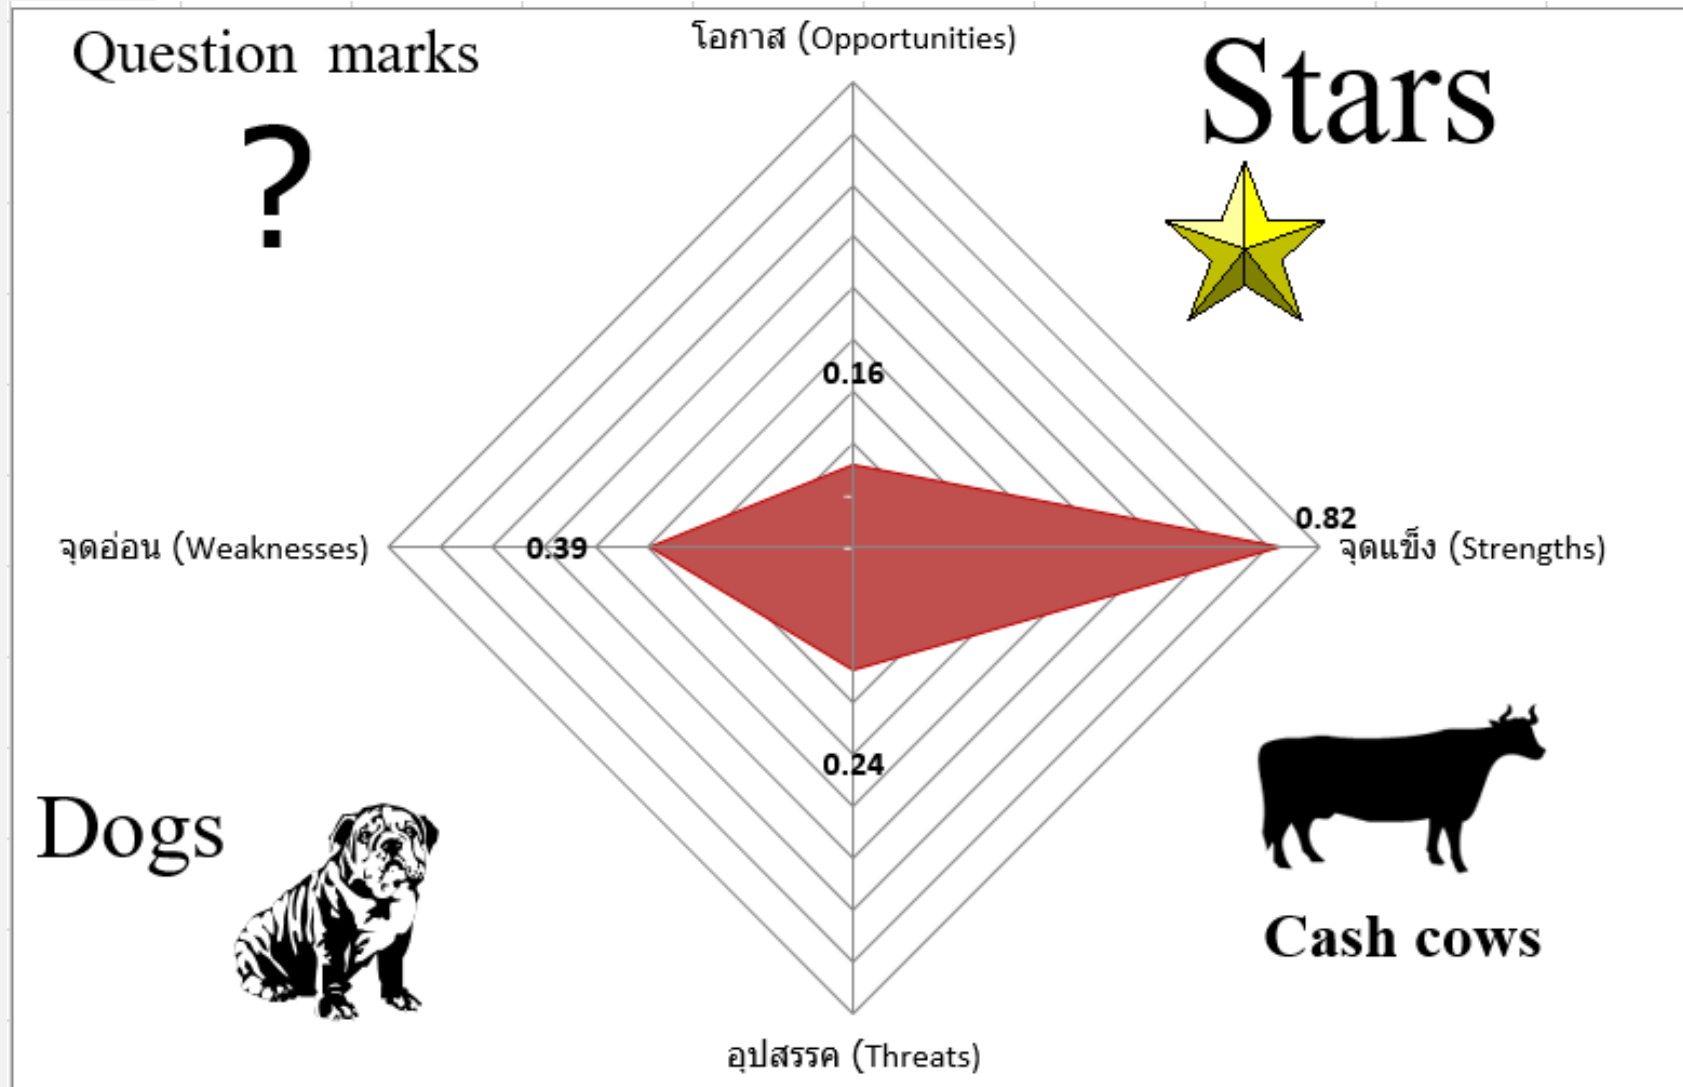 Question marks
?
โอกาส (Opportunities)
Stars
0.16
จุดอ่อน (Weaknesses)
0.39
0.82
จุดแข็ง (Strengths)
0.24
Dogs
Cash cows
อุปสรรค (Threats)